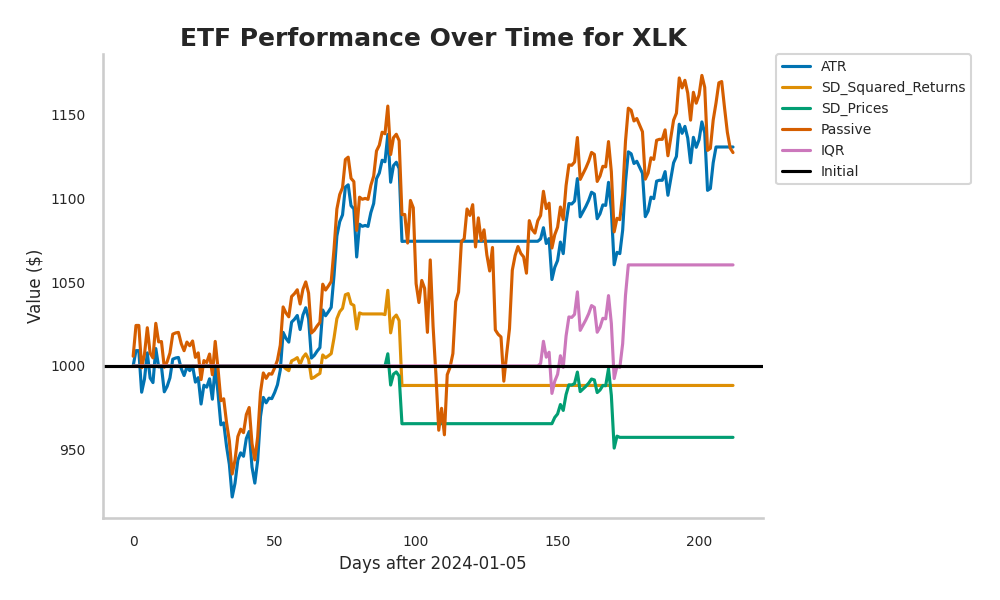 ETF Performance Over Time for XLK
ATR
SD_Squared_Returns
SD_Prices
Passive
IQR
Initial
Value ($)
1150
1100
1050
1000
950
0 50 100 150 200
Days after 2024-01-05